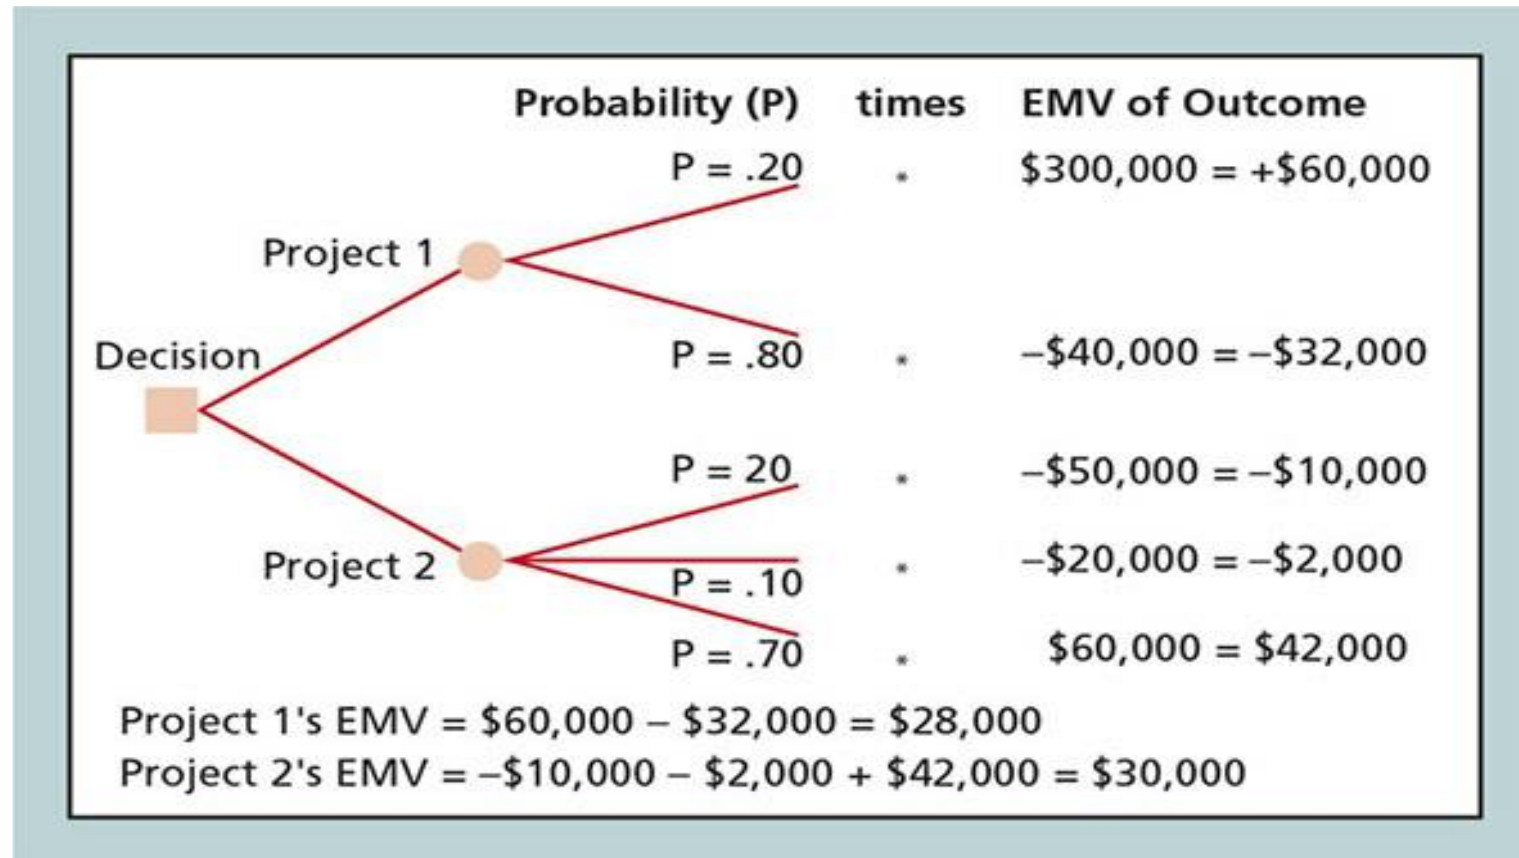 Probability (P) times EMV of Outcome
P = .20 * $300,000 = +$60,000
Project 1
P = .80 * –$40,000 = –$32,000
Decision
P = 20 * –$50,000 = –$10,000
Project 2
P = .10 * –$20,000 = –$2,000
P = .70 * $60,000 = $42,000
Project 1's EMV = $60,000 – $32,000 = $28,000
Project 2's EMV = –$10,000 – $2,000 + $42,000 = $30,000